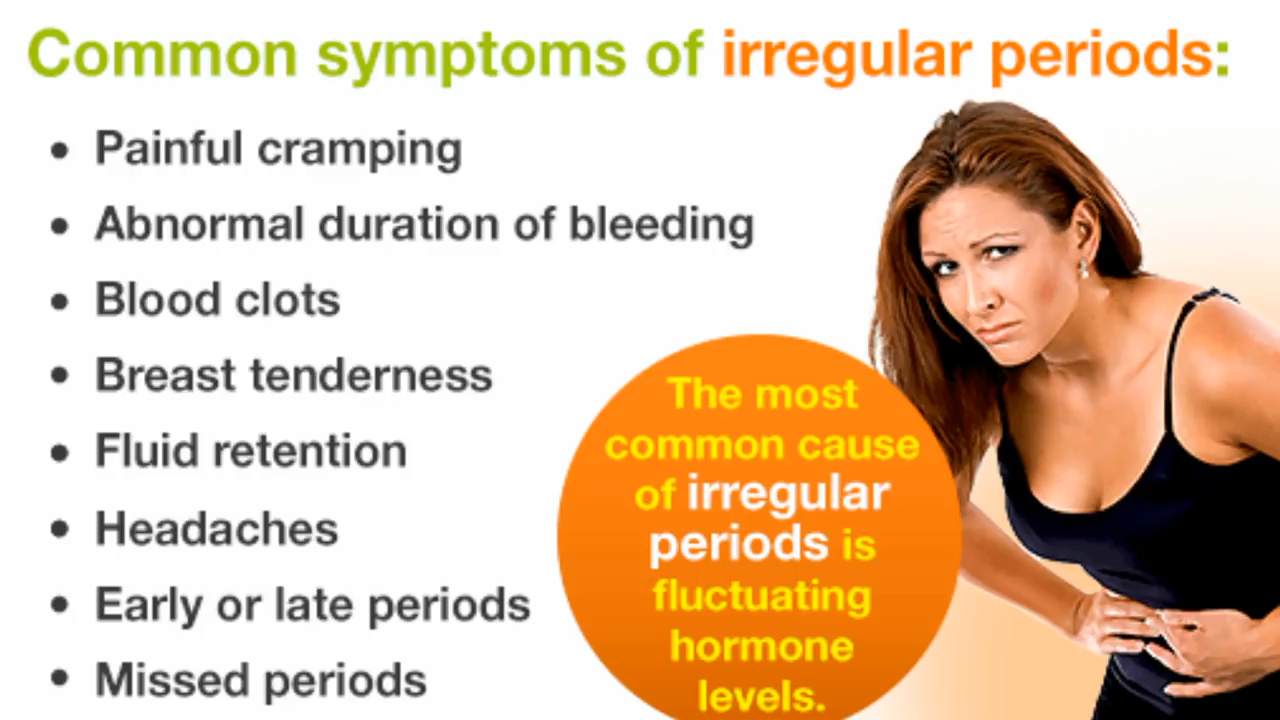 Common symptoms of irregular periods:
• Painful cramping
• Abnormal duration of bleeding
• Blood clots
• Breast tenderness
• Fluid retention
• Headaches
• Early or late periods
• Missed periods
The most
common cause
of irregular
periods is
fluctuating
hormone
levels.